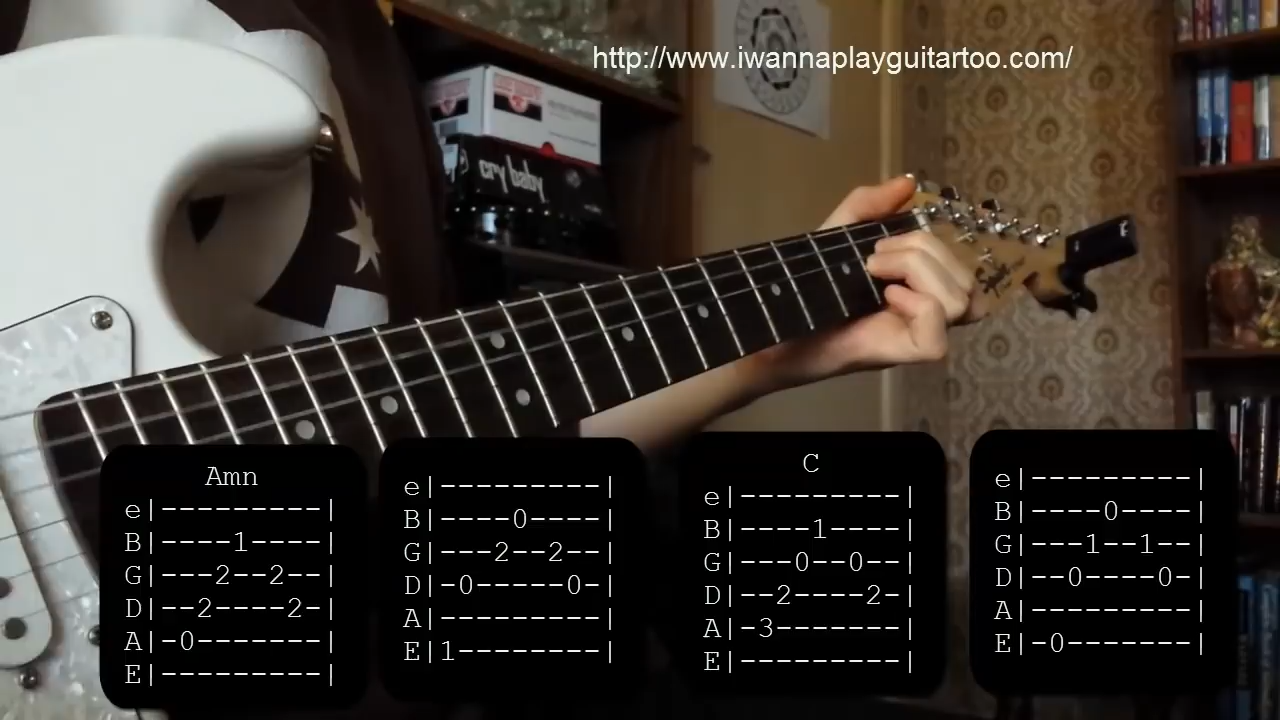 http://www.iwannaplayguitartoo.com/
cry baby
Squier
Amn
e|---------|
B|----1----|
G|---2--2--|
D|--2----2-|
A|-0-------|
E|---------|
e|---------|
B|----0----|
G|---2--2--|
D|-0-----0-|
A|---------|
E|1--------|
C
e|---------|
B|----1----|
G|---0--0--|
D|--2----2-|
A|-3-------|
E|---------|
e|---------|
B|----0----|
G|---1--1--|
D|--0----0-|
A|---------|
E|-0-------|